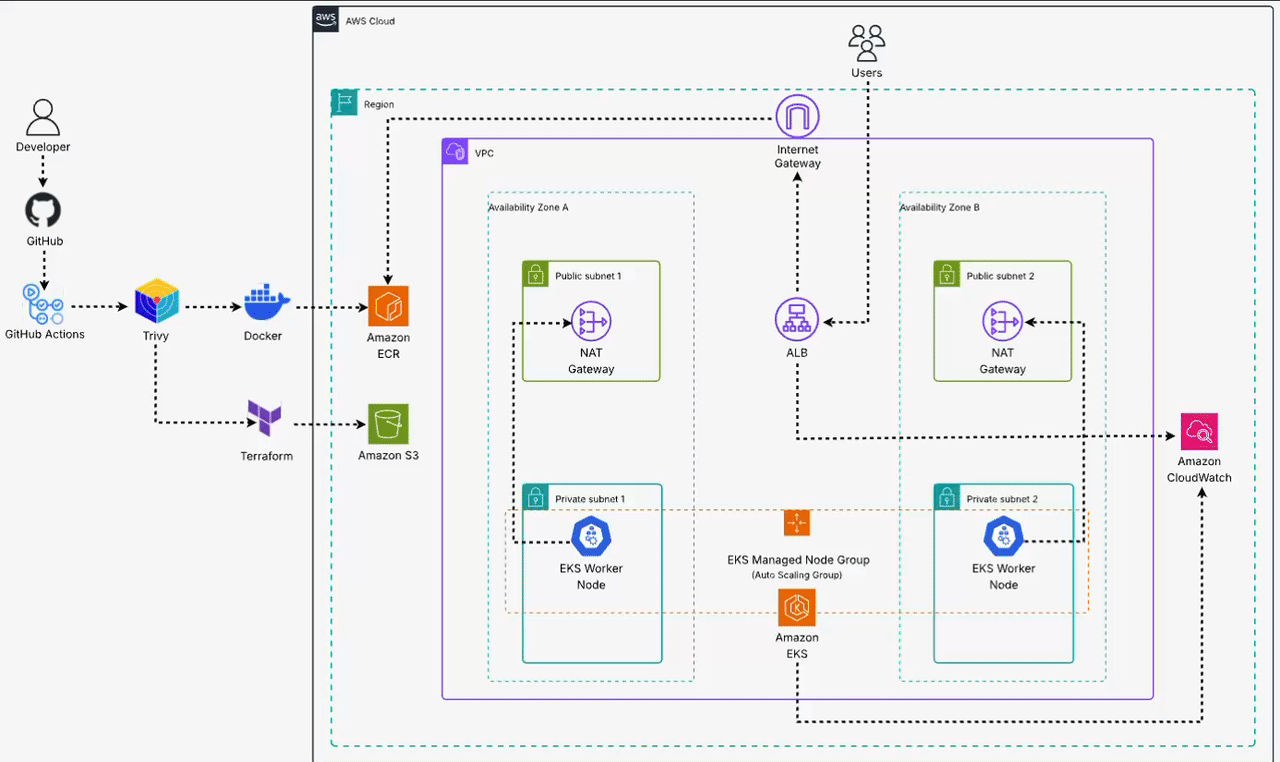 aws
AWS Cloud
Users
Region
Developer
Internet
Gateway
VPC
GitHub
Availability Zone A
Availability Zone B
Public subnet 1
Public subnet 2
GitHub Actions
Trivy
Docker
Amazon
ECR
NAT
Gateway
ALB
NAT
Gateway
Terraform
Amazon S3
Amazon
CloudWatch
Private subnet 1
Private subnet 2
EKS Worker
Node
EKS Managed Node Group
(Auto Scaling Group)
EKS Worker
Node
Amazon
EKS